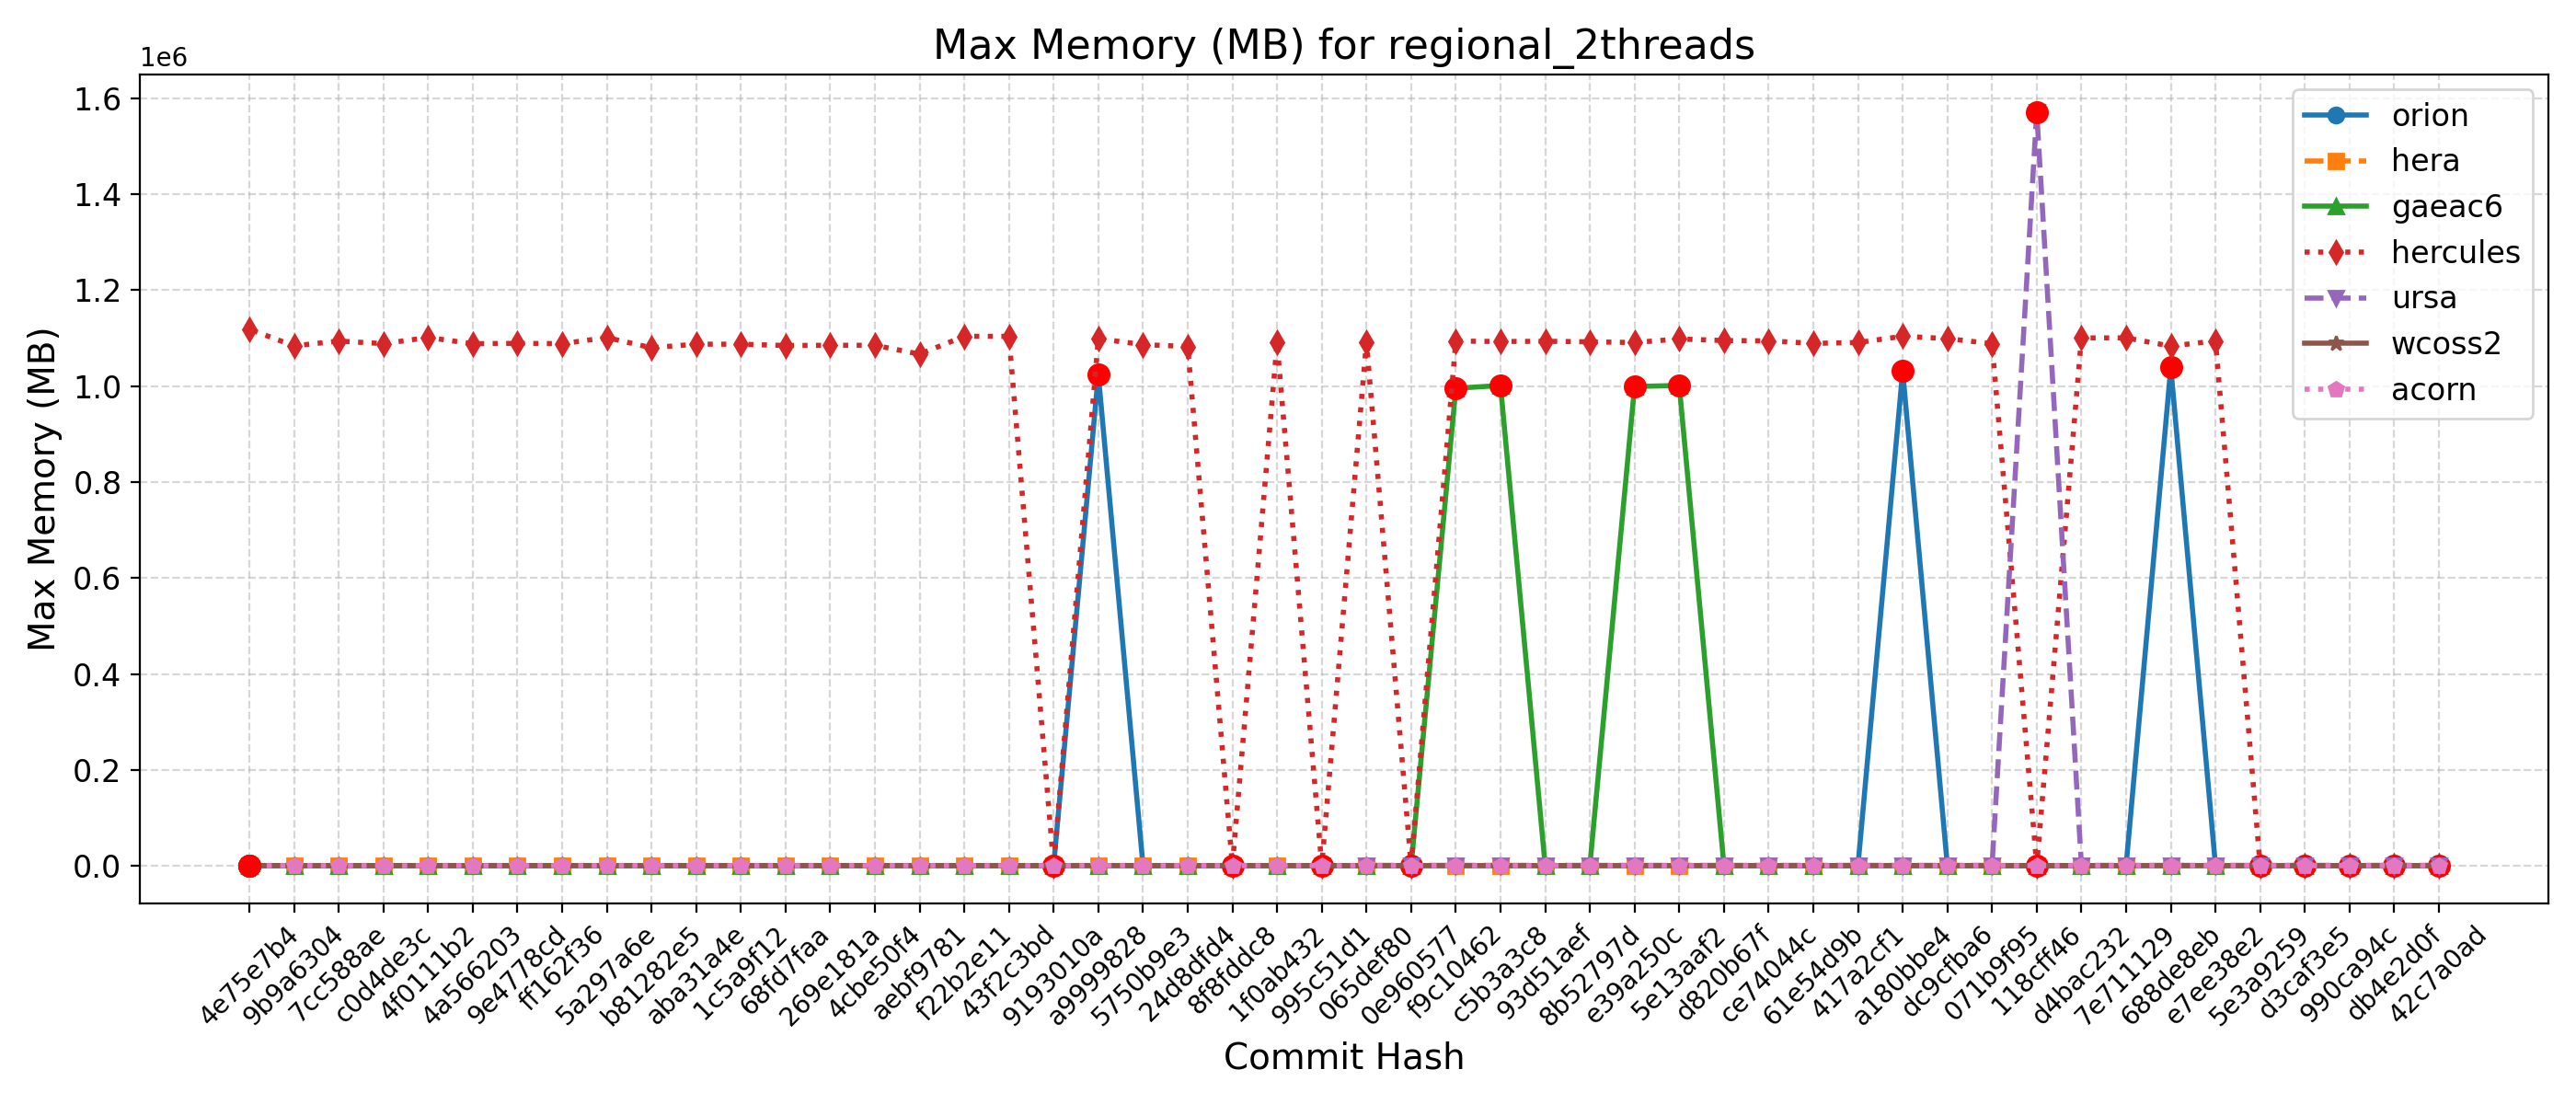 Max Memory (MB) for regional_2threads
1e6
1.6
1.4
1.2
1.0
0.8
0.6
0.4
0.2
0.0
Max Memory (MB)
orion
hera
gaeac6
hercules
ursa
wcoss2
acorn
4e75e7b4
9b9a6304
7cc588ae
c0d4de3c
4f0111b2
4a566203
9e4778cd
ff162f36
5a297a6e
b81282e5
aba31a4e
1c5a9f12
68fd7faa
269e181a
4cbe50f4
aebf9781
f22b2e11
43f2c3bd
9193010a
a9999828
5750b9e3
24d8dfd4
8f8fddc8
1f0ab432
995c51d1
065def80
0e960577
f9c10462
c5b3a3c8
93d51aef
8b52797d
e39a250c
5e13aaf2
d820b67f
ce74044c
61e54d9b
417a2cf1
a180bbe4
dc9cfba6
071b9f95
118cff46
d4bac232
7e711129
688de8eb
e7ee38e2
5e3a9259
d3caf3e5
990ca94c
db4e2d0f
42c7a0ad
Commit Hash